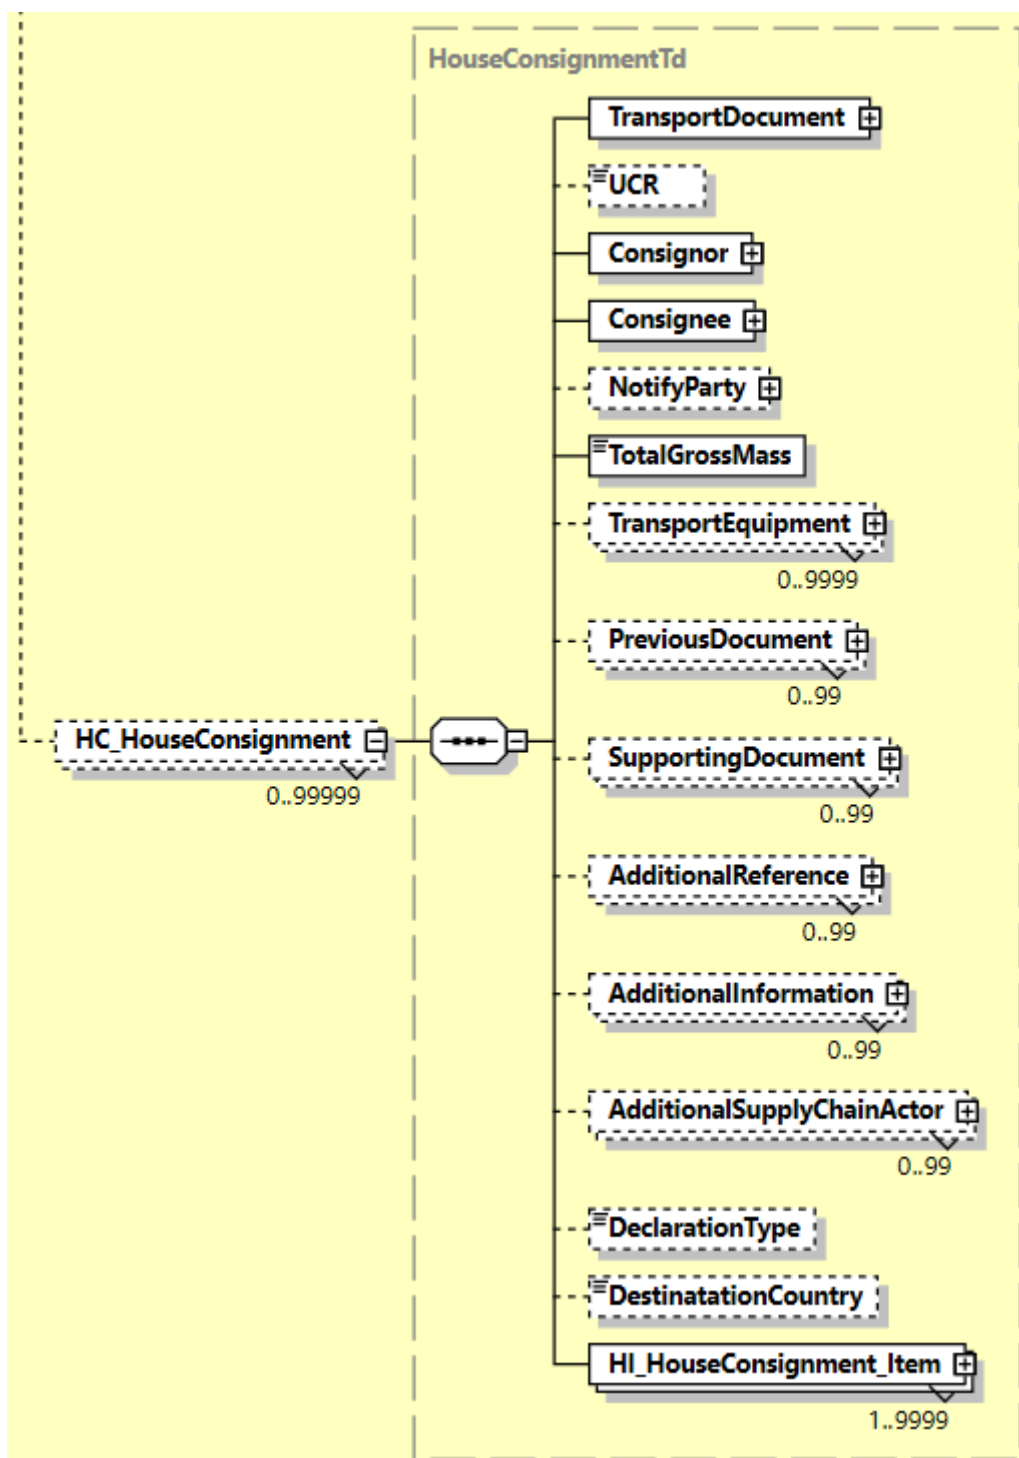 HouseConsignmentTd
TransportDocument
UCR
Consignor
Consignee
NotifyParty
TotalGrossMass
TransportEquipment
0..9999
PreviousDocument
0..99
HC_HouseConsignment
0..99999
SupportingDocument
0..99
AdditionalReference
0..99
AdditionalInformation
0..99
AdditionalSupplyChainActor
0..99
DeclarationType
DestinatationCountry
HI_HouseConsignment_Item
1..9999